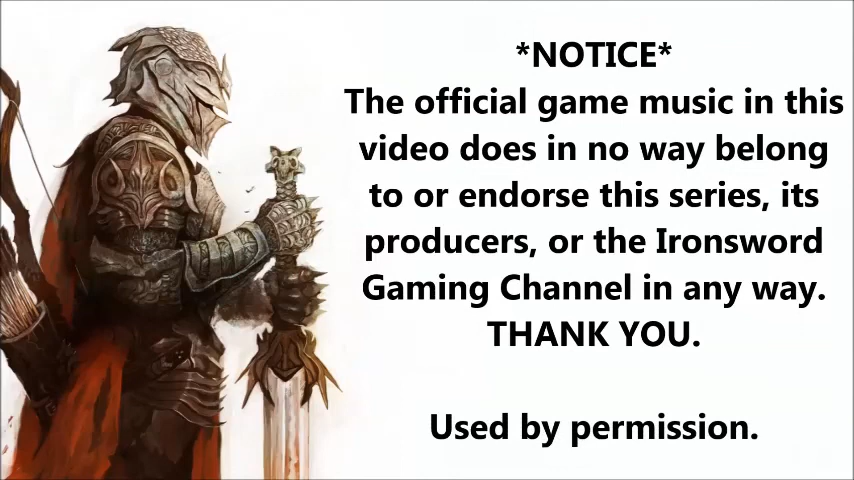 *NOTICE*
The official game music in this
video does in no way belong
to or endorse this series, its
producers, or the Ironsword
Gaming Channel in any way.
THANK YOU.
Used by permission.